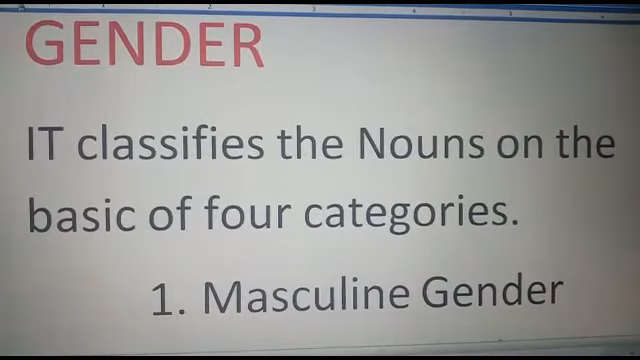 GENDER
IT classifies the Nouns on the
basic of four categories.
1. Masculine Gender